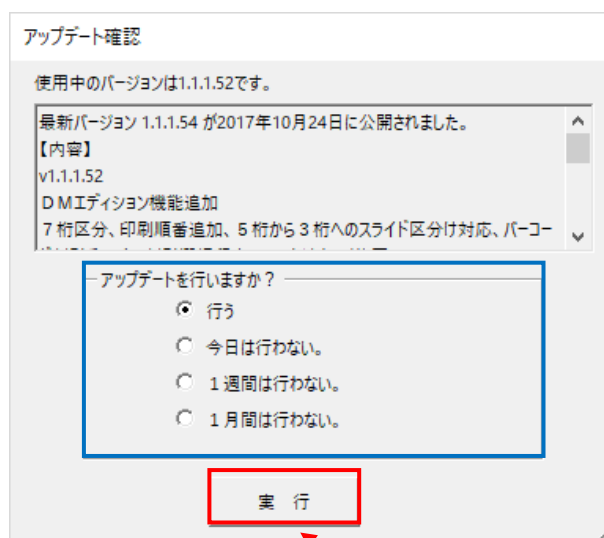 アップデート確認
使用中のバージョンは1.1.1.52です。
最新バージョン 1.1.1.54 が2017年10月24日に公開されました。
【内容】
v1.1.1.52
ＤＭエディション機能追加
７桁区分、印刷順番追加、５桁から３桁へのスライド区分け対応、バーコー
アップデートを行いますか？
行う
今日は行わない。
１週間は行わない。
１月間は行わない。
実　行